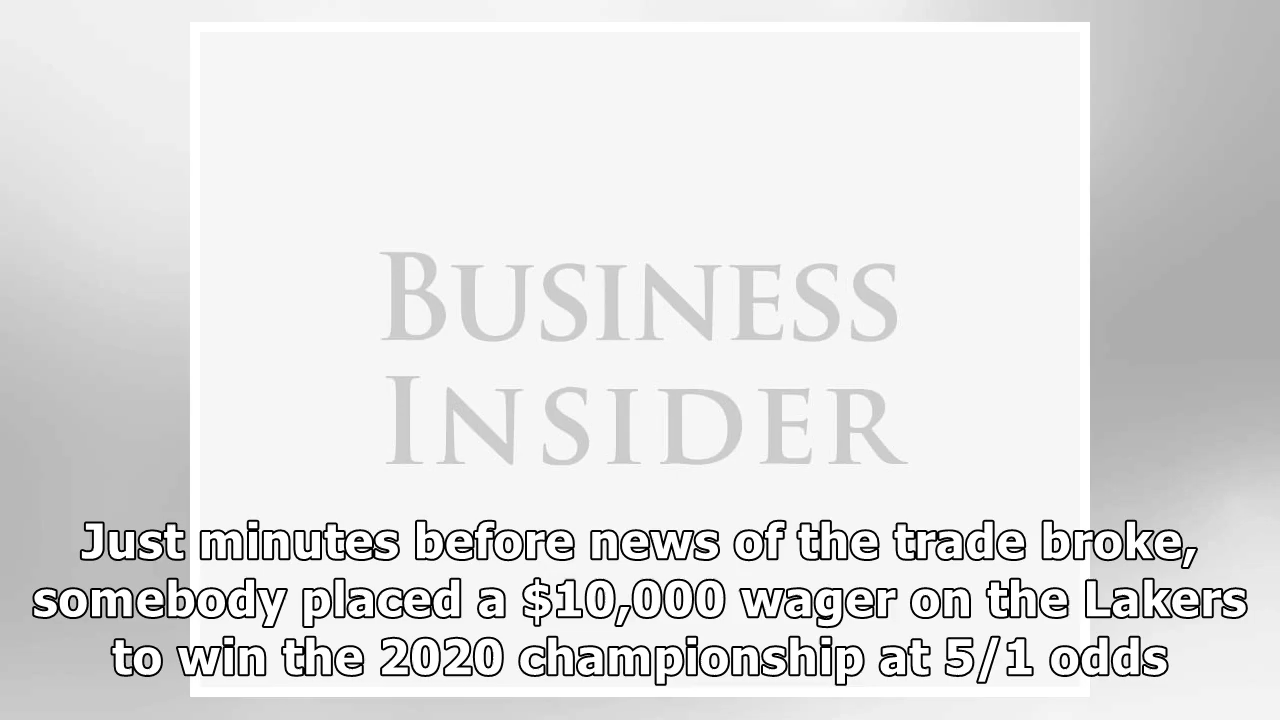 BUSINESS
INSIDER
Just minutes before news of the trade broke,
somebody placed a $10,000 wager on the Lakers
to win the 2020 championship at 5/1 odds